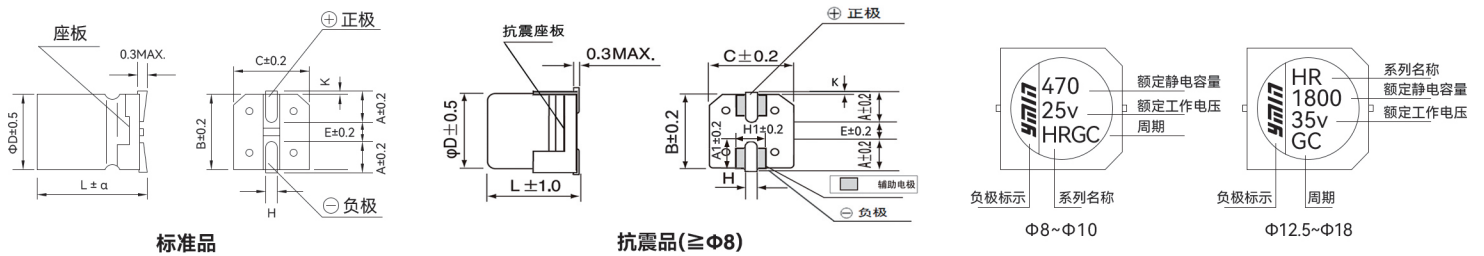 座板
0.3MAX.
ΦD±0.5
L±α
⊕正极
C±0.2
K
B±0.2
A±0.2
E±0.2
A±0.2
H
⊖负极
标准品
抗震座板
0.3MAX.
φD±0.5
L±1.0
⊕ 正极
C±0.2
K
B±0.2
A1±0.2
H1±0.2
A±0.2
E±0.2
A±0.2
H
辅助电极
⊖ 负极
抗震品(≧Φ8)
YMIN
470
25v
HRGC
额定静电容量
额定工作电压
周期
负极标示
系列名称
Φ8~Φ10
YMIN
HR
1800
35v
GC
系列名称
额定静电容量
额定工作电压
负极标示
周期
Φ12.5~Φ18